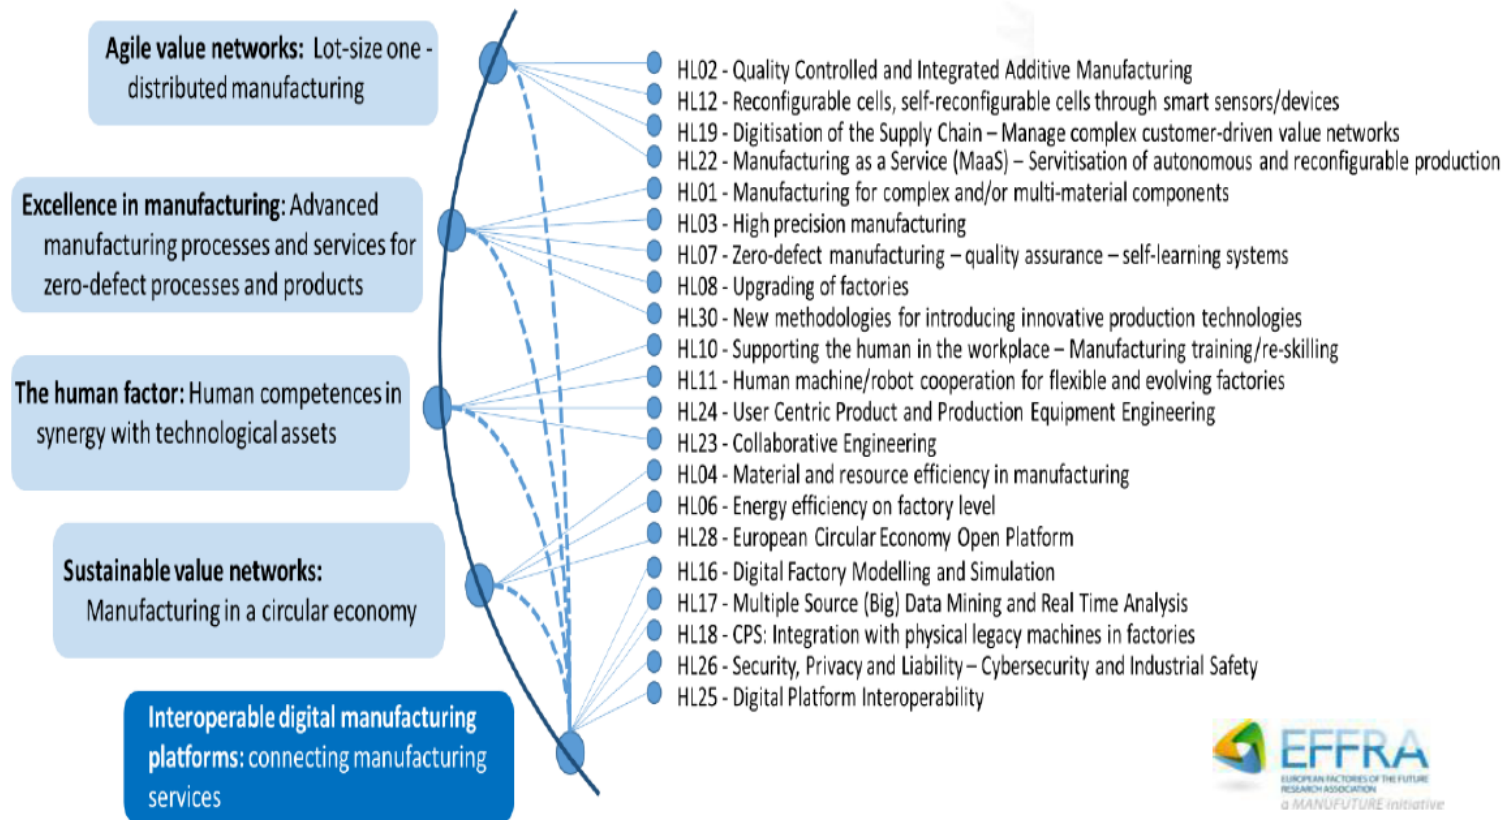 Agile value networks: Lot-size one -
distributed manufacturing
Excellence in manufacturing: Advanced
manufacturing processes and services for
zero-defect processes and products
The human factor: Human competences in
synergy with technological assets
Sustainable value networks:
Manufacturing in a circular economy
Interoperable digital manufacturing
platforms: connecting manufacturing
services
HL02 - Quality Controlled and Integrated Additive Manufacturing
HL12 - Reconfigurable cells, self-reconfigurable cells through smart sensors/devices
HL19 - Digitisation of the Supply Chain – Manage complex customer-driven value networks
HL22 - Manufacturing as a Service (MaaS) – Servitisation of autonomous and reconfigurable production
HL01 - Manufacturing for complex and/or multi-material components
HL03 - High precision manufacturing
HL07 - Zero-defect manufacturing – quality assurance – self-learning systems
HL08 - Upgrading of factories
HL30 - New methodologies for introducing innovative production technologies
HL10 - Supporting the human in the workplace – Manufacturing training/re-skilling
HL11 - Human machine/robot cooperation for flexible and evolving factories
HL24 - User Centric Product and Production Equipment Engineering
HL23 - Collaborative Engineering
HL04 - Material and resource efficiency in manufacturing
HL06 - Energy efficiency on factory level
HL28 - European Circular Economy Open Platform
HL16 - Digital Factory Modelling and Simulation
HL17 - Multiple Source (Big) Data Mining and Real Time Analysis
HL18 - CPS: Integration with physical legacy machines in factories
HL26 - Security, Privacy and Liability – Cybersecurity and Industrial Safety
HL25 - Digital Platform Interoperability
EFFRA
EUROPEAN FACTORIES OF THE FUTURE
RESEARCH ASSOCIATION
a MANUFUTURE initiative